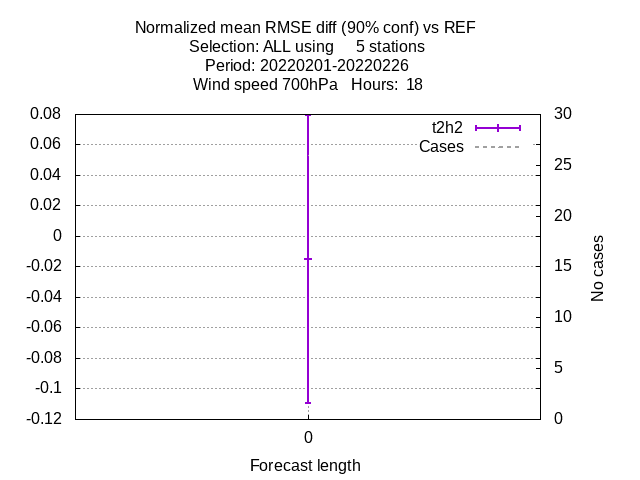 Normalized mean RMSE diff (90% conf) vs REF
Selection: ALL using     5 stations
Period: 20220201-20220226
Wind speed 700hPa   Hours:  18
t2h2
Cases
0.08
0.06
0.04
0.02
0
-0.02
-0.04
-0.06
-0.08
-0.1
-0.12
30
25
20
15
10
5
0
No cases
0
Forecast length